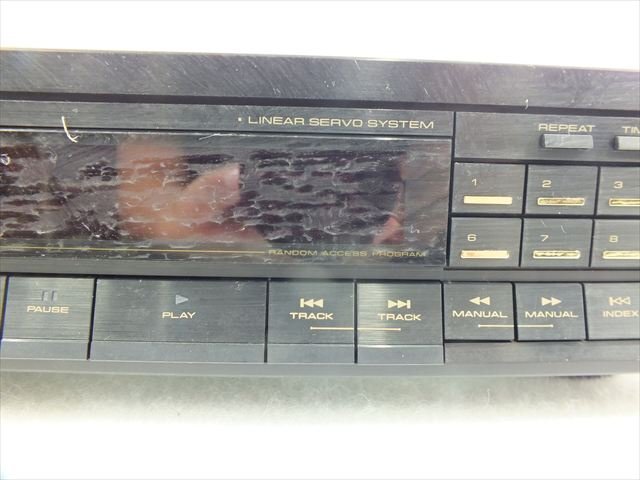 • LINEAR SERVO SYSTEM
REPEAT
1 2 3
6 7 8
RANDOM ACCESS PROGRAM
PAUSE
PLAY
TRACK
TRACK
MANUAL
MANUAL
INDEX